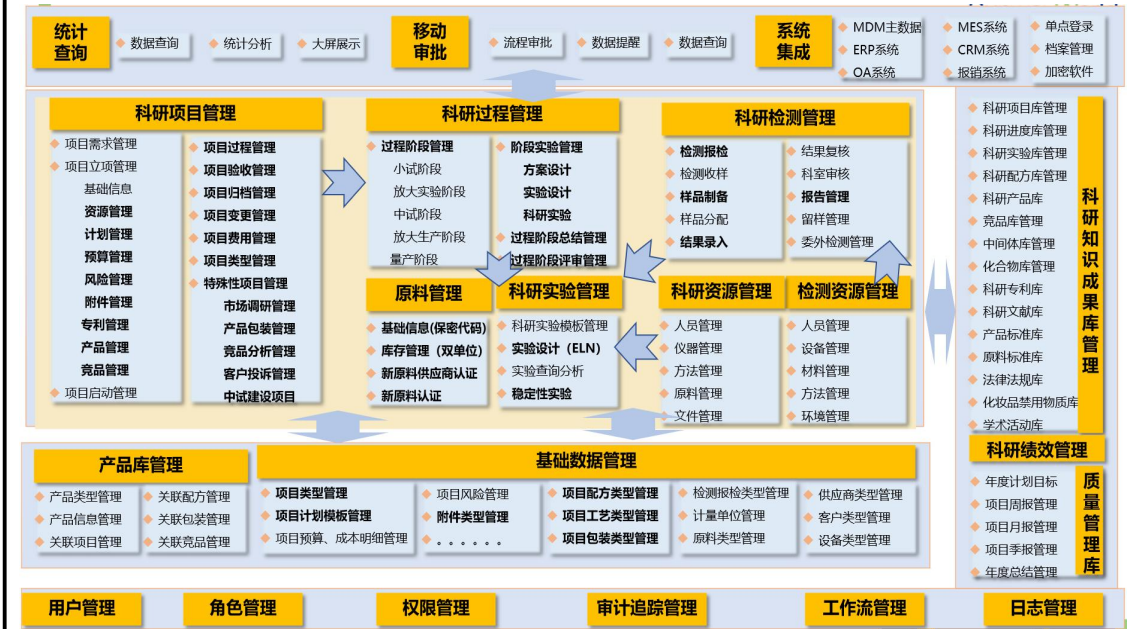 统计
查询
数据查询
统计分析
大屏展示
移动
审批
流程审批
数据提醒
数据查询
系统
集成
MDM主数据
ERP系统
OA系统
MES系统
CRM系统
报销系统
单点登录
档案管理
加密软件
科研项目管理
项目需求管理
项目立项管理
基础信息
资源管理
计划管理
预算管理
风险管理
附件管理
专利管理
产品管理
竞品管理
项目启动管理
项目过程管理
项目验收管理
项目归档管理
项目变更管理
项目费用管理
项目类型管理
特殊性项目管理
市场调研管理
产品包装管理
竞品分析管理
客户投诉管理
中试建设项目
科研过程管理
过程阶段管理
小试阶段
放大实验阶段
中试阶段
放大生产阶段
量产阶段
阶段实验管理
方案设计
实验设计
科研实验
过程阶段总结管理
过程阶段评审管理
科研检测管理
检测报检
检测收样
样品制备
样品分配
结果录入
结果复核
科室审核
报告管理
留样管理
委外检测管理
原料管理
基础信息(保密代码)
库存管理（双单位）
新原料供应商认证
新原料认证
科研实验管理
科研实验模板管理
实验设计（ELN）
实验查询分析
稳定性实验
科研资源管理
人员管理
仪器管理
方法管理
原料管理
文件管理
检测资源管理
人员管理
设备管理
材料管理
方法管理
环境管理
科研项目库管理
科研进度库管理
科研实验库管理
科研配方库管理
科研产品库
竞品库管理
中间体库管理
化合物库管理
科研专利库
科研文献库
产品标准库
原料标准库
法律法规库
化妆品禁用物质库
学术活动库
科研知识成果库管理
产品库管理
产品类型管理
产品信息管理
关联项目管理
关联配方管理
关联包装管理
关联竞品管理
基础数据管理
项目类型管理
项目计划模板管理
项目预算、成本明细管理
项目风险管理
附件类型管理
。。。。。。
项目配方类型管理
项目工艺类型管理
项目包装类型管理
检测报检类型管理
计量单位管理
原料类型管理
供应商类型管理
客户类型管理
设备类型管理
科研绩效管理
年度计划目标
项目周报管理
项目月报管理
项目季报管理
年度总结管理
质量管理库
用户管理
角色管理
权限管理
审计追踪管理
工作流管理
日志管理